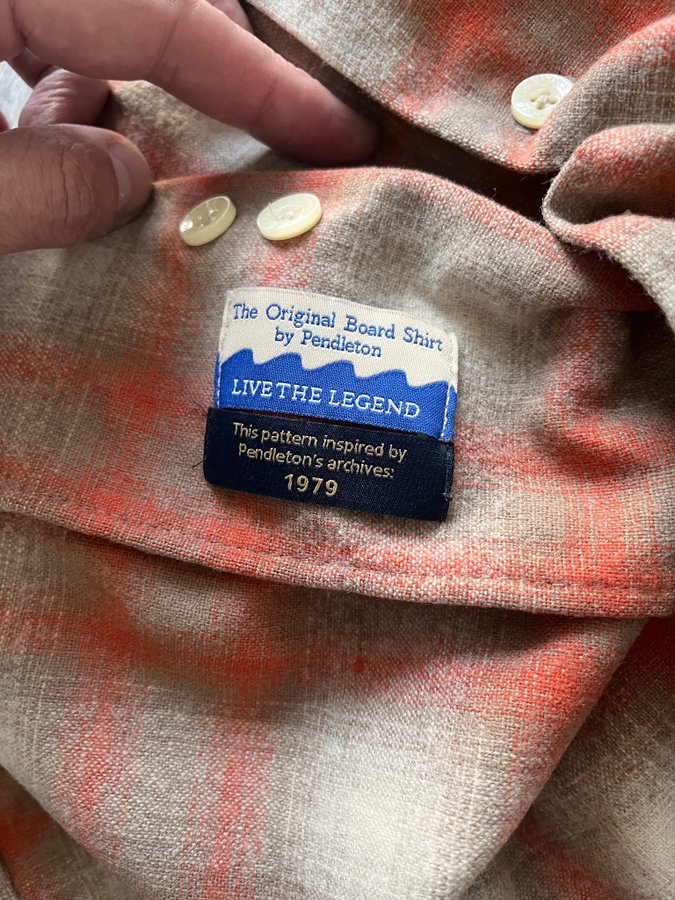 The Original Board Shirt
by Pendleton
LIVE THE LEGEND
This pattern inspired by
Pendleton's archives:
1979